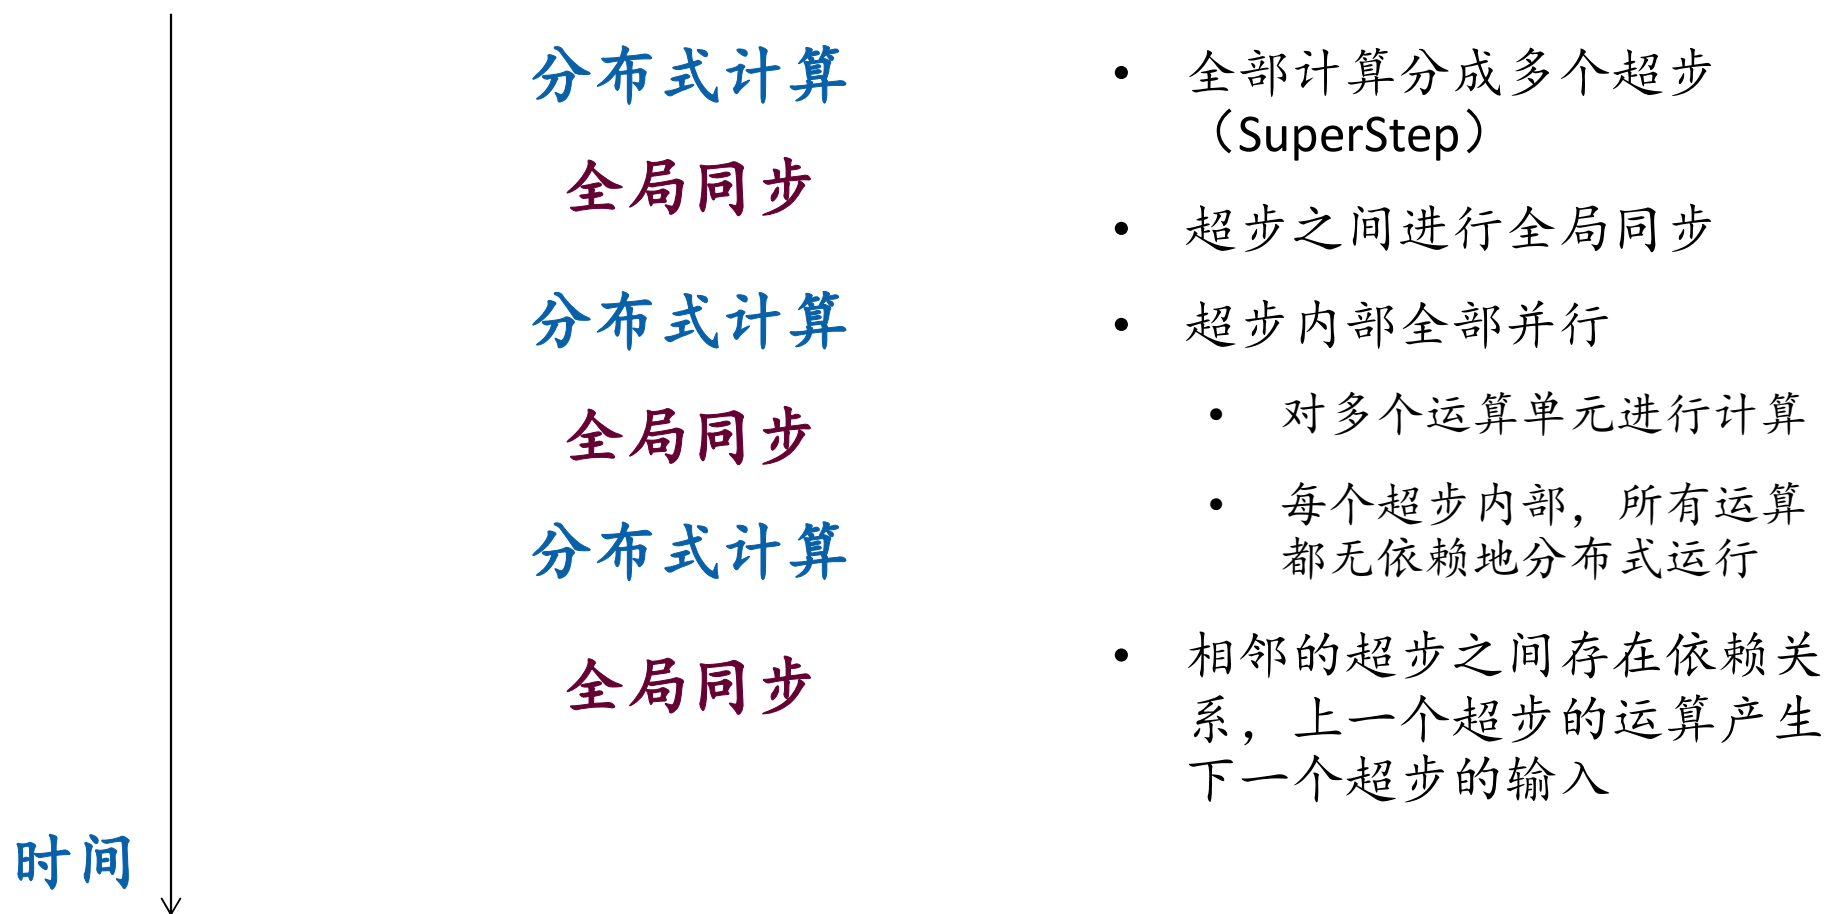 分布式计算
全局同步
分布式计算
全局同步
分布式计算
全局同步
时间
• 全部计算分成多个超步
（SuperStep）
• 超步之间进行全局同步
• 超步内部全部并行
• 对多个运算单元进行计算
• 每个超步内部，所有运算
都无依赖地分布式运行
• 相邻的超步之间存在依赖关
系，上一个超步的运算产生
下一个超步的输入